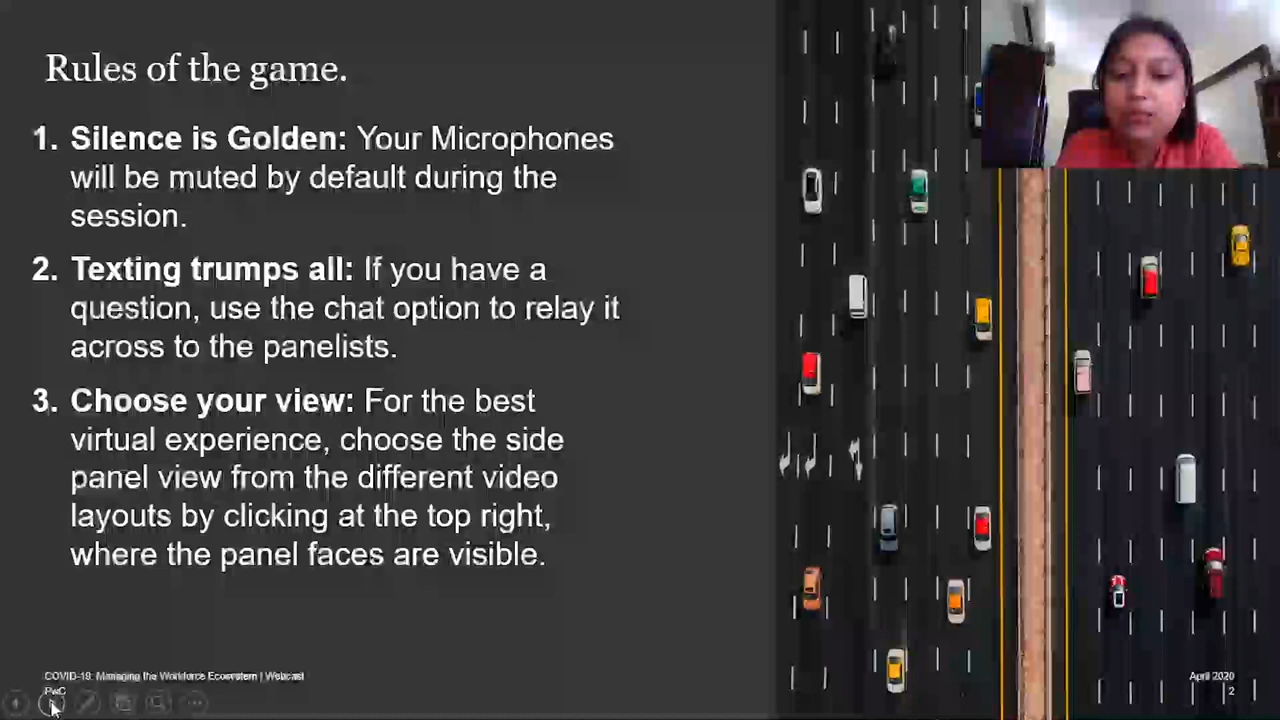 Rules of the game.
1. Silence is Golden: Your Microphones
will be muted by default during the
session.
2. Texting trumps all: If you have a
question, use the chat option to relay it
across to the panelists.
3. Choose your view: For the best
virtual experience, choose the side
panel view from the different video
layouts by clicking at the top right,
where the panel faces are visible.
COVID-19: Managing the Workforce Ecosystem | Webcast
PwC
April 2020
2